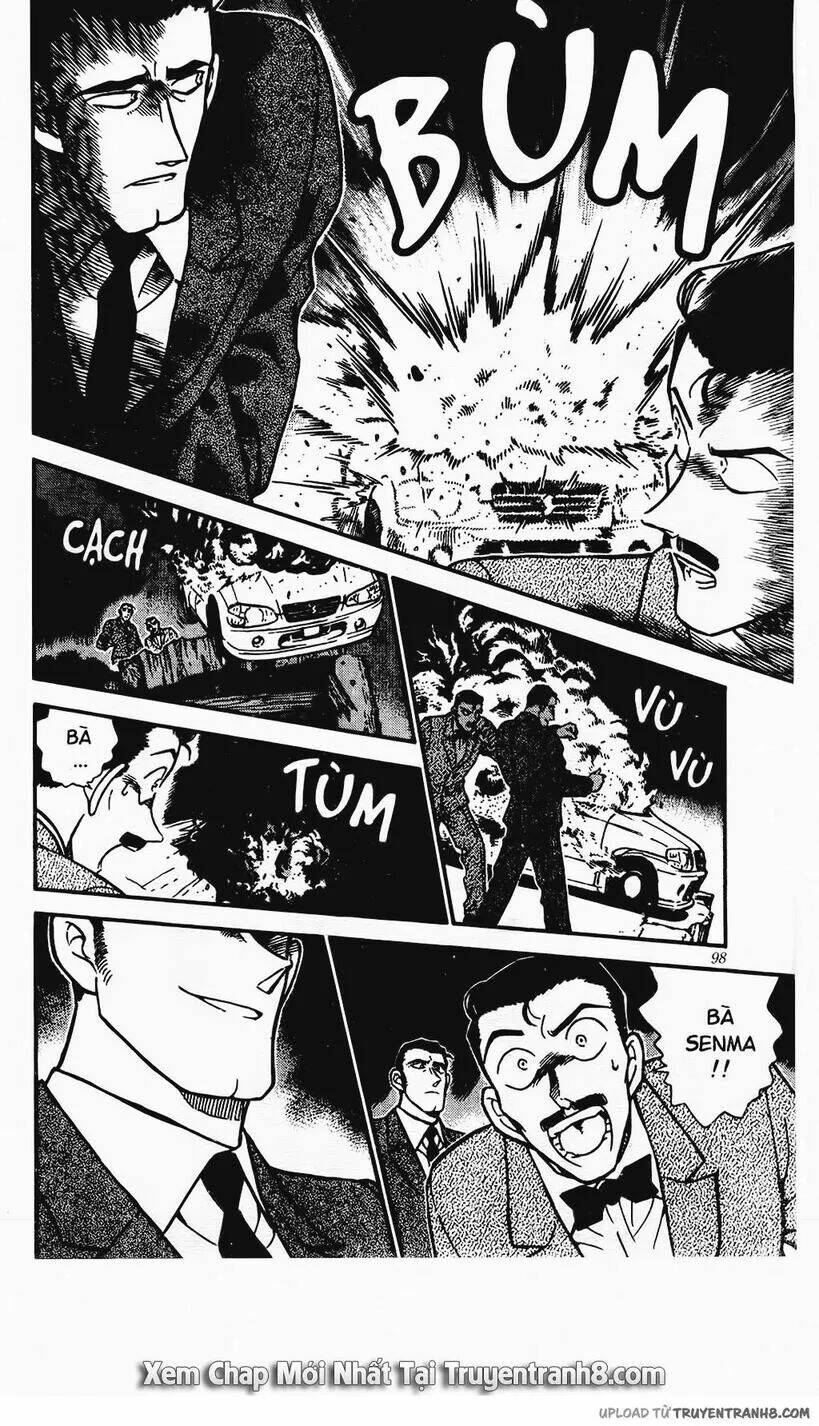 BÙM
CẠCH
VÙ
VÙ
BÀ
...
TÙM
98
BÀ
SENMA
!!
Xem Chap Mới Nhất Tại Truyentranh8.com
UPLOAD TỪ TRUYENTRANH8.COM